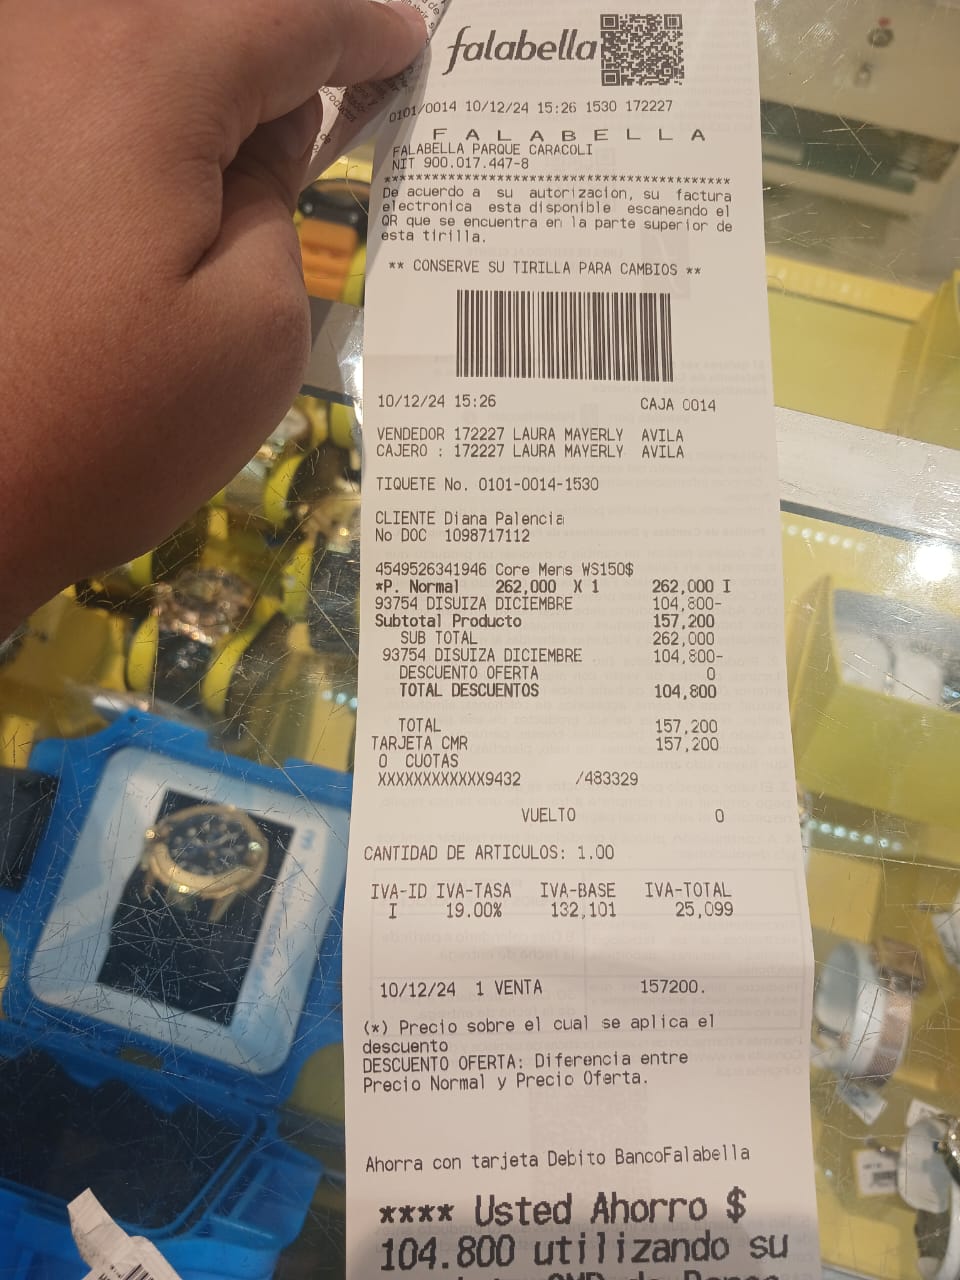 falabella
0101/0014 10/12/24 15:26 1530 172227
F A L A B E L L A
FALABELLA PARQUE CARACOLI
NIT 900.017.447-8
******************************************
De acuerdo a su autorizacion, su factura
electronica esta disponible escaneando el
QR que se encuentra en la parte superior de
esta tirilla.
** CONSERVE SU TIRILLA PARA CAMBIOS **
10/12/24 15:26 CAJA 0014
VENDEDOR 172227 LAURA MAYERLY AVILA
CAJERO : 172227 LAURA MAYERLY AVILA
TIQUETE No. 0101-0014-1530
CLIENTE Diana Palencia
No DOC 1098717112
4549526341946 Core Mens WS150$
*P. Normal 262,000 X 1 262,000 I
93754 DISUIZA DICIEMBRE 104,800-
Subtotal Producto 157,200
SUB TOTAL 262,000
93754 DISUIZA DICIEMBRE 104,800-
DESCUENTO OFERTA 0
TOTAL DESCUENTOS 104,800
TOTAL 157,200
TARJETA CMR 157,200
0 CUOTAS
XXXXXXXXXXXX9432 /483329
VUELTO 0
CANTIDAD DE ARTICULOS: 1.00
IVA-ID IVA-TASA IVA-BASE IVA-TOTAL
I 19.00% 132,101 25,099
10/12/24 1 VENTA 157200.
(*) Precio sobre el cual se aplica el
descuento
DESCUENTO OFERTA: Diferencia entre
Precio Normal y Precio Oferta.
Ahorra con tarjeta Debito BancoFalabella
**** Usted Ahorro $
104.800 utilizando su